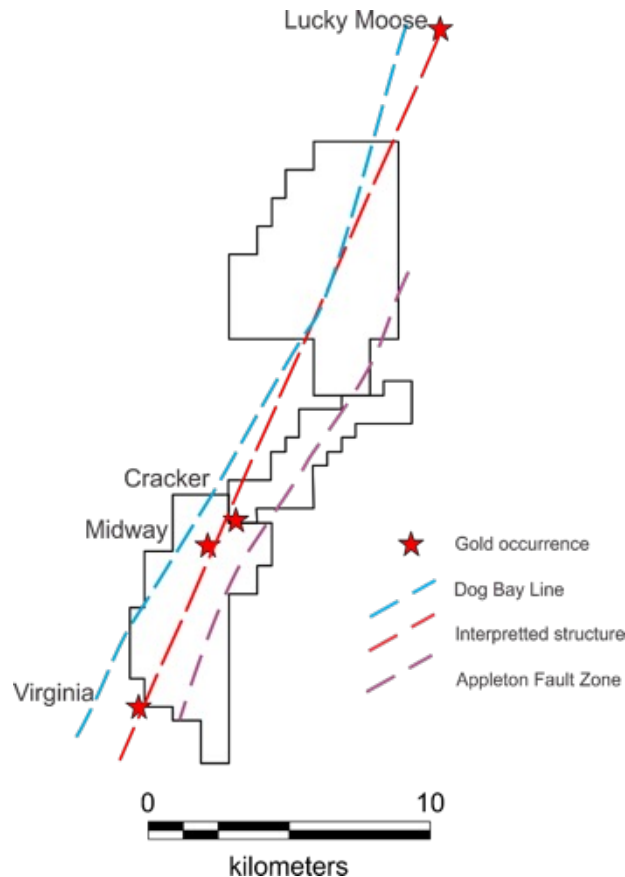 Lucky Moose
Cracker
Midway
Gold occurrence
Dog Bay Line
Interpretted structure
Appleton Fault Zone
Virginia
0 10
kilometers